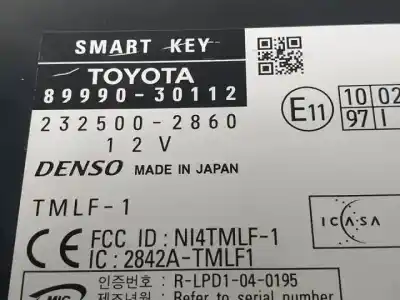 SMART KEY
TOYOTA
89990-30112
232500-2860
12V
DENSO MADE IN JAPAN
TMLF-1
CE FCC ID : NI4TMLF-1
IC : 2842A-TMLF1
E11 10 02
97 I
ICASA
MIC 인증번호 : R-LPD1-04-0195
제조년월 : Refer to serial number